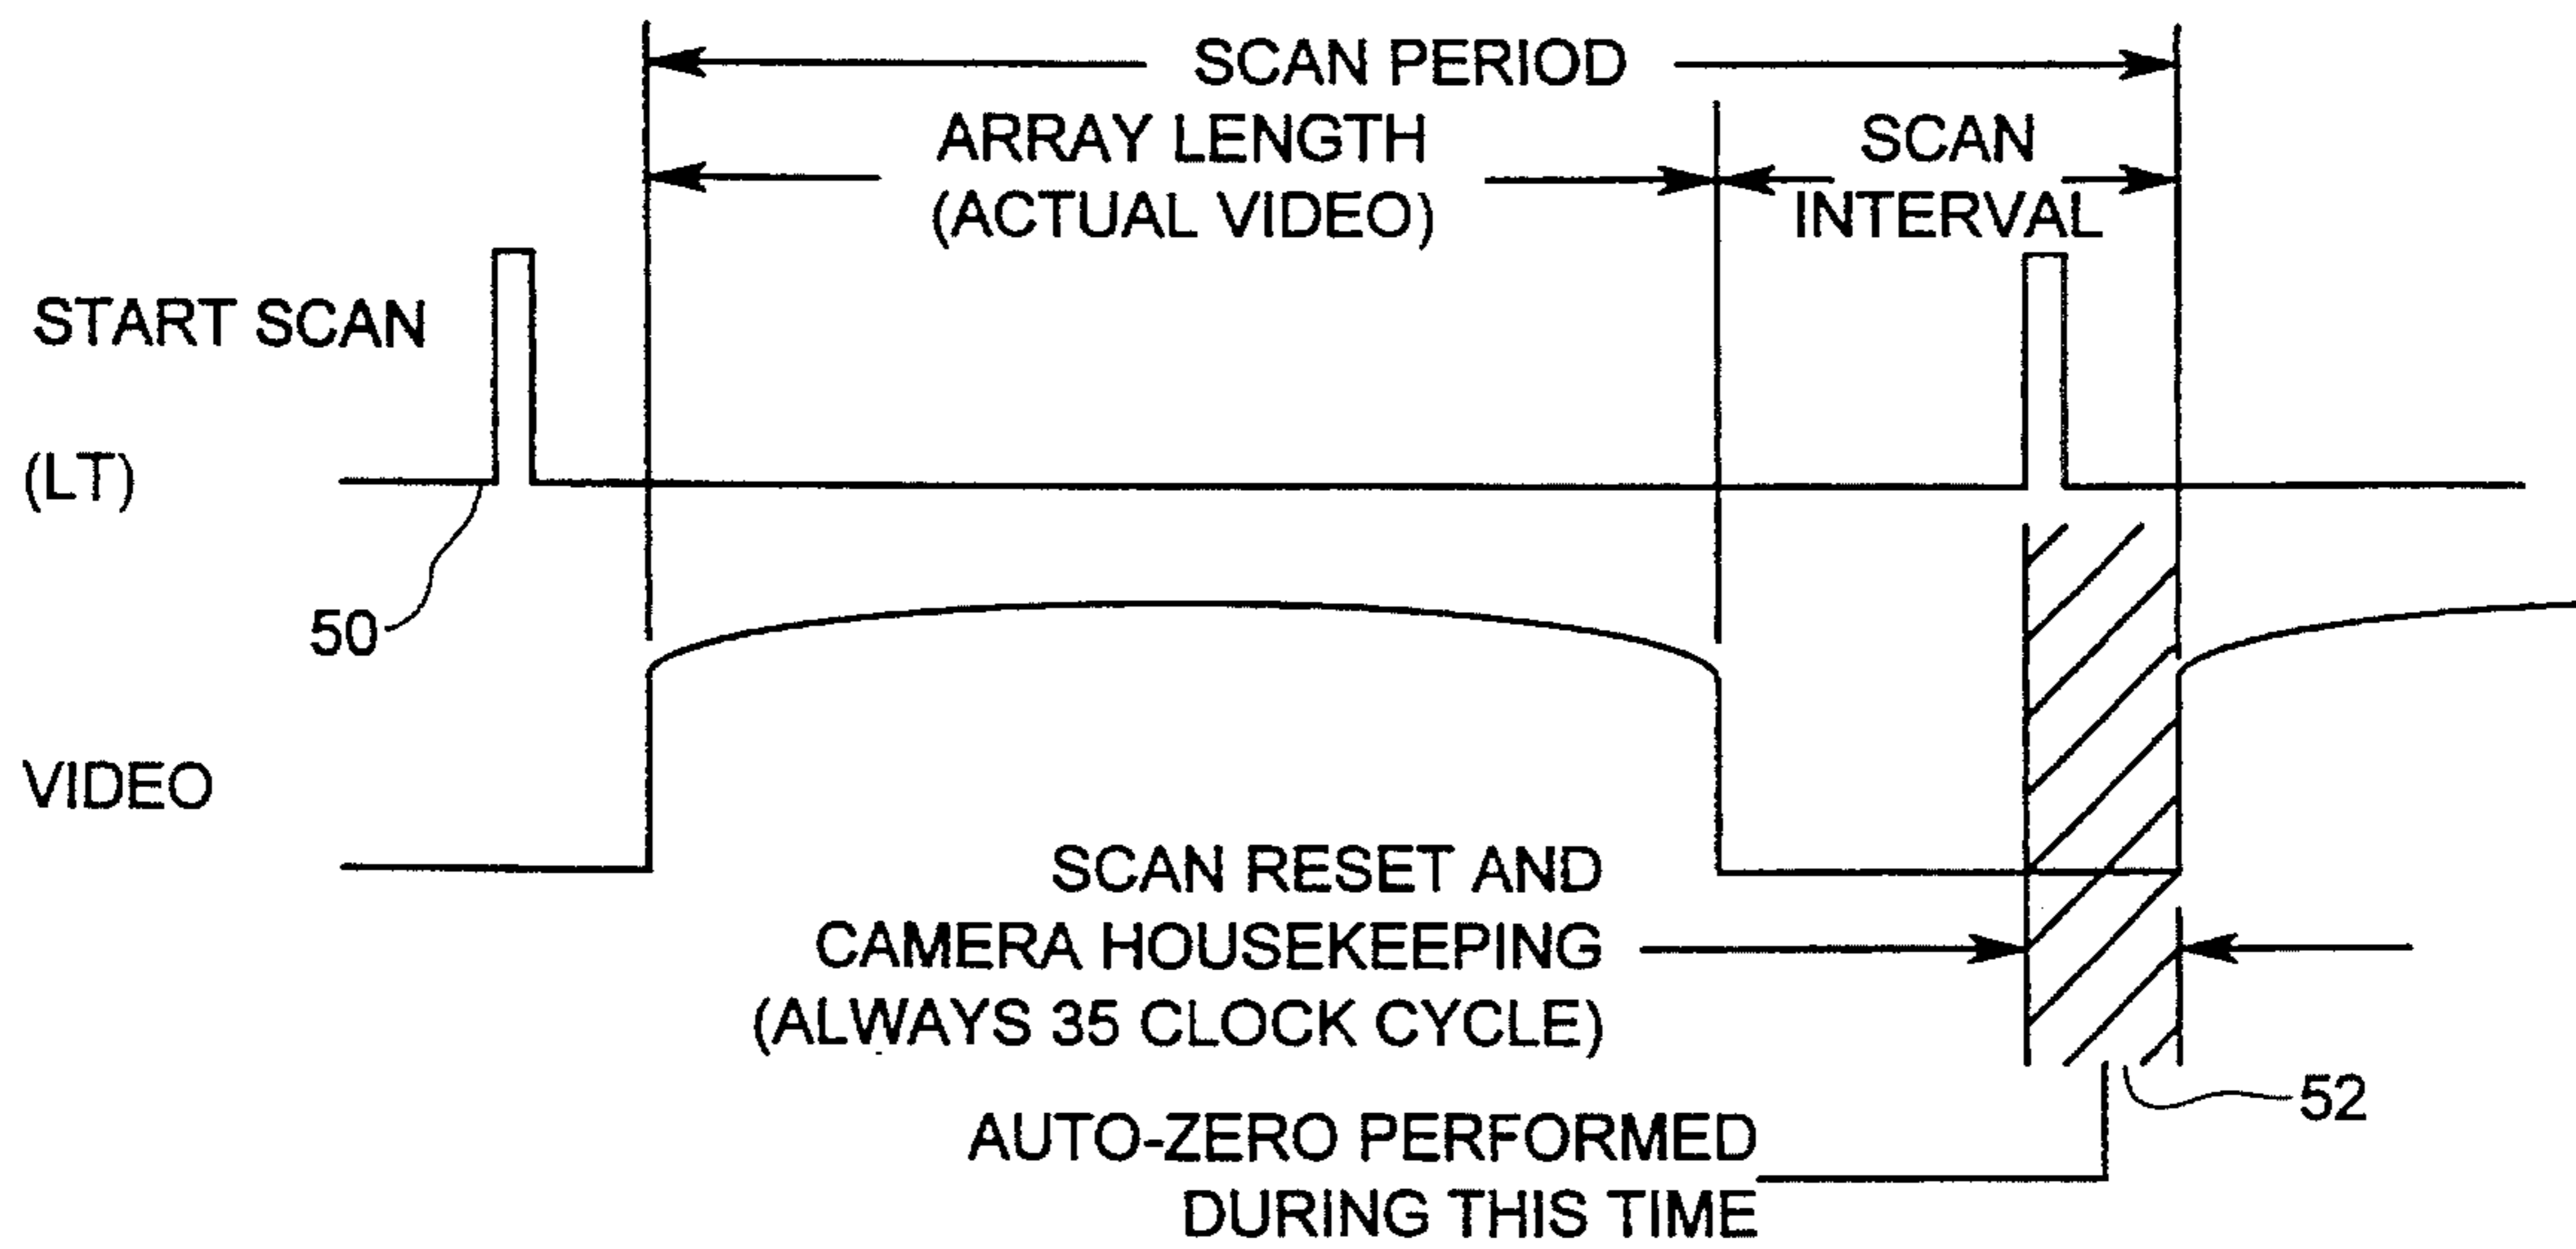 SCAN PERIOD
ARRAY LENGTH
(ACTUAL VIDEO)
SCAN
INTERVAL
START SCAN
(LT)
50
VIDEO
SCAN RESET AND
CAMERA HOUSEKEEPING
(ALWAYS 35 CLOCK CYCLE)
52
AUTO-ZERO PERFORMED
DURING THIS TIME